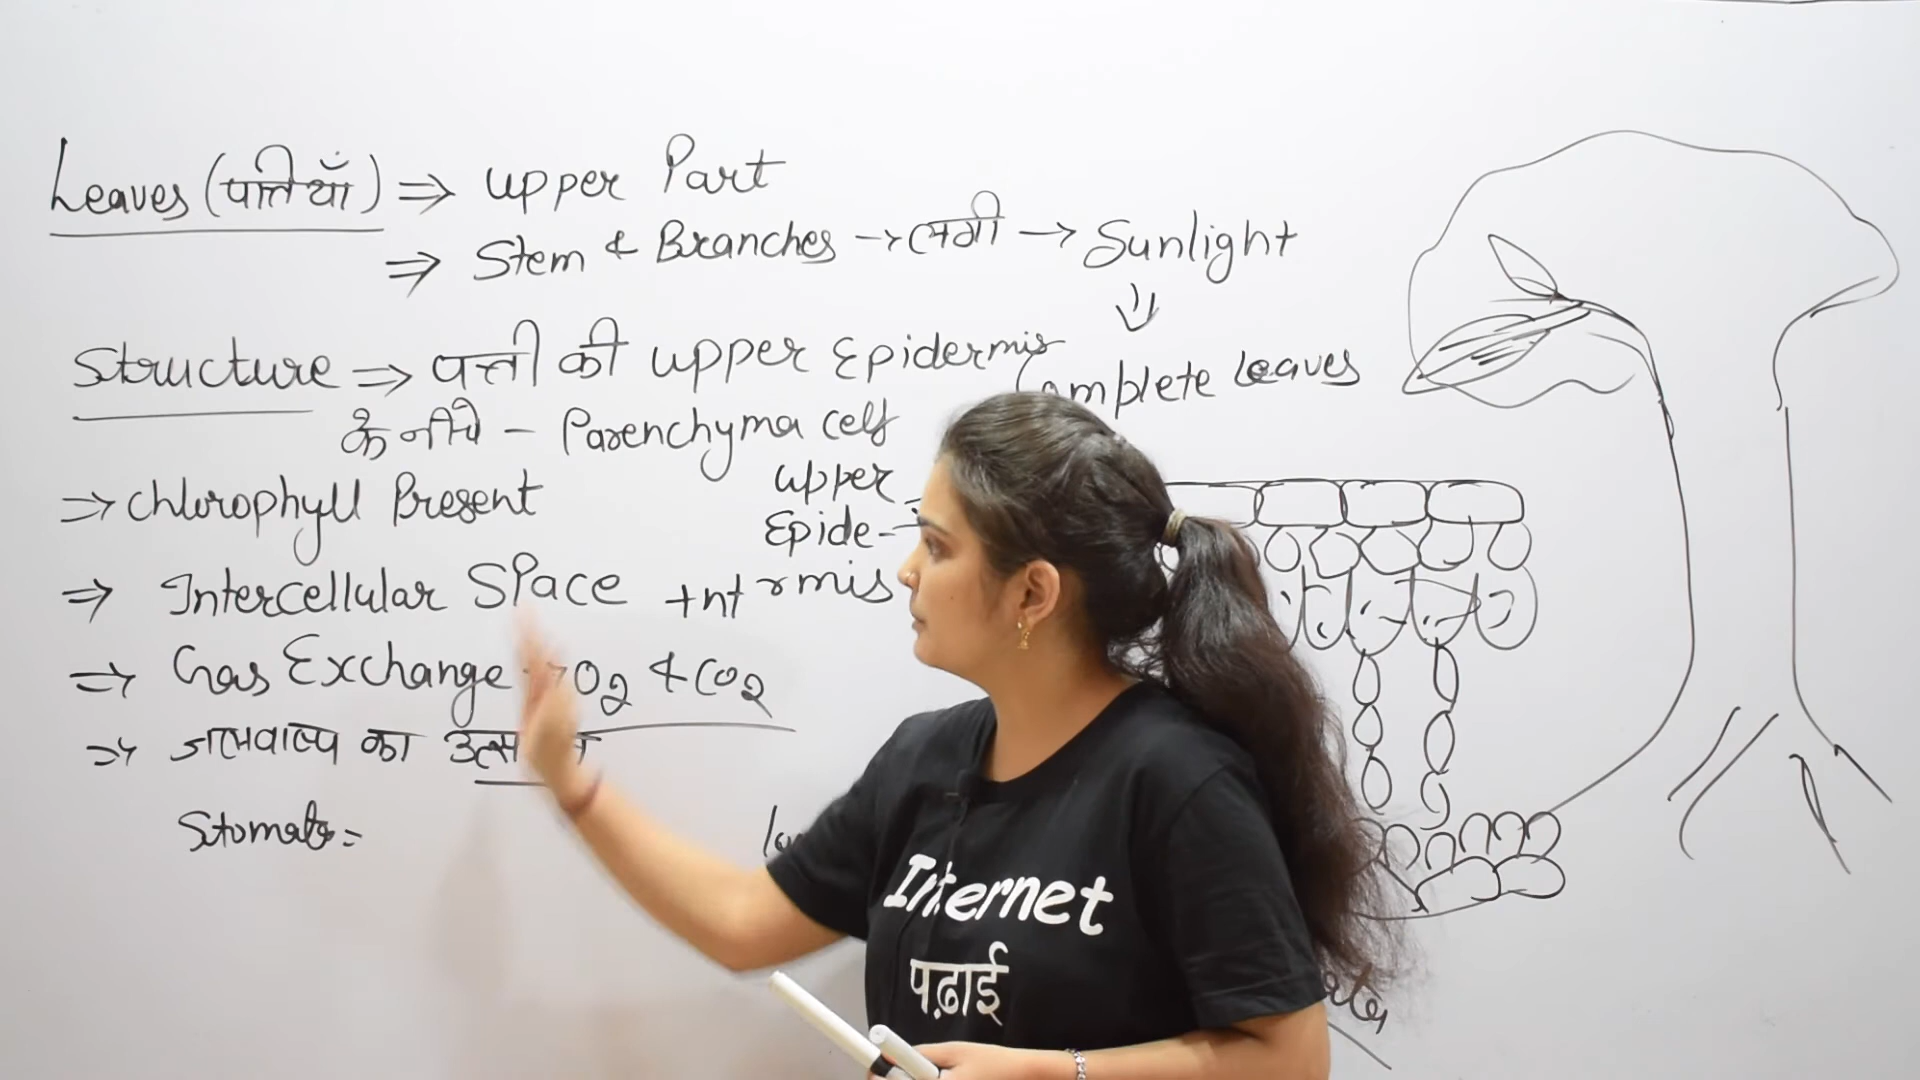 Leaves (पत्तियाँ) ⇒ upper Part
⇒ Stem & Branches → लगी → Sunlight
Structure ⇒ पत्ती की upper Epidermis
Complete Leaves
के नीचे - Parenchyma cell
⇒ Chlorophyll Present
upper
Epide-
rmis
⇒ Intercellular Space
⇒ Gas Exchange → O2 & CO2
⇒ जलवाष्प का
Stomata =
Internet
पढ़ाई